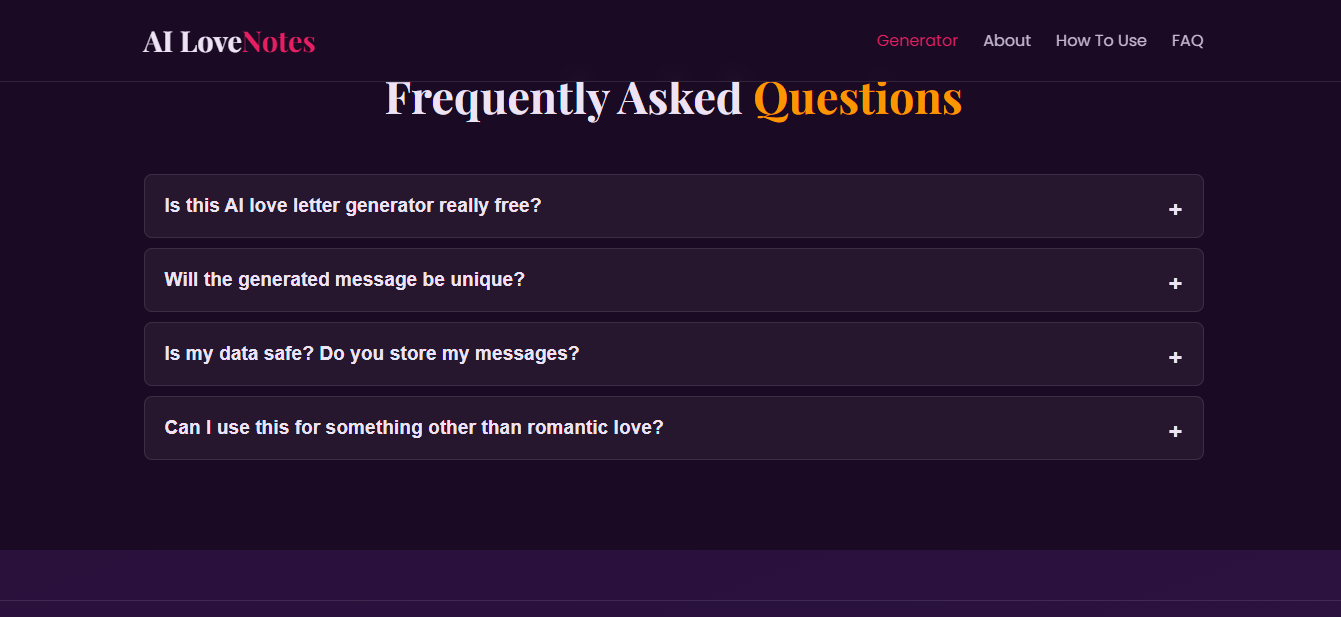 AI LoveNotes
Generator About How To Use FAQ
Frequently Asked Questions
Is this AI love letter generator really free? +
Will the generated message be unique? +
Is my data safe? Do you store my messages? +
Can I use this for something other than romantic love? +